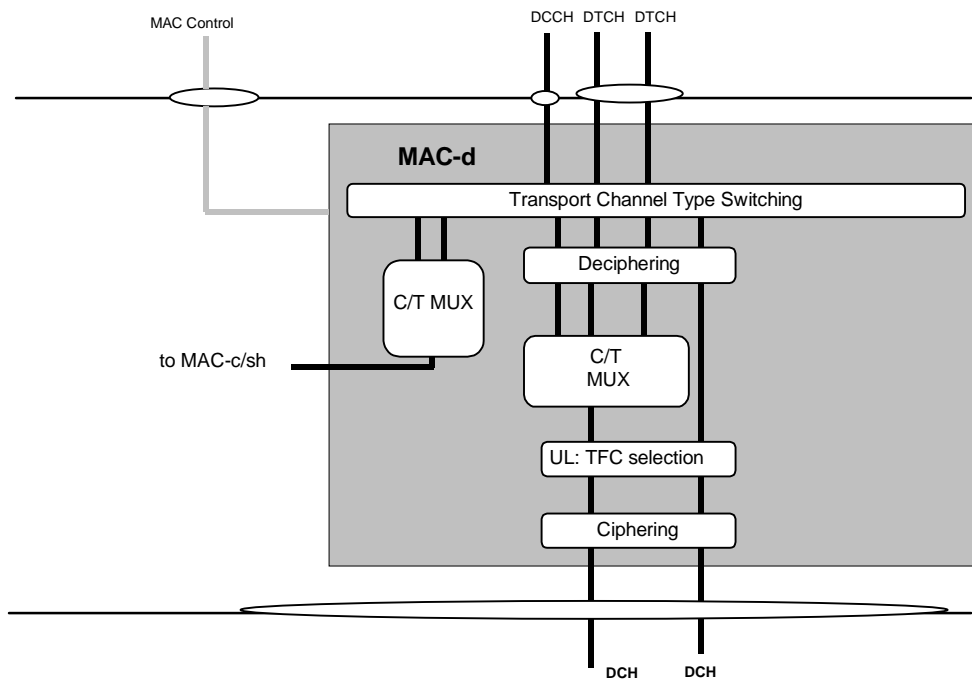 MAC Control
DCCH DTCH DTCH
MAC-d
Transport Channel Type Switching
Deciphering
C/T MUX
C/T
MUX
to MAC-c/sh
UL: TFC selection
Ciphering
DCH
DCH